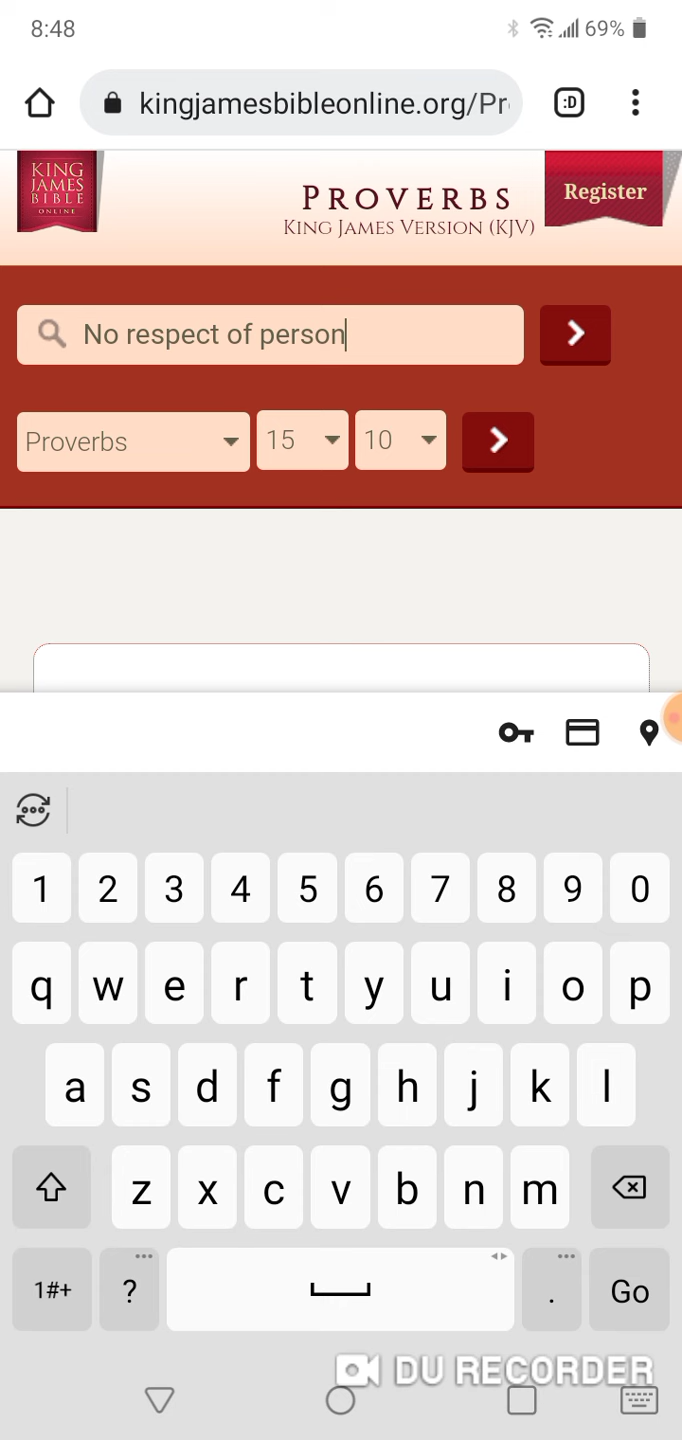 8:48
69%
:D
kingjamesbibleonline.org/Pr
KING
JAMES
BIBLE
ONLINE
PROVERBS
KING JAMES VERSION (KJV)
Register
No respect of person
Proverbs 15 10
1 2 3 4 5 6 7 8 9 0
q w e r t y u i o p
a s d f g h j k l
z x c v b n m
1#+ ? . Go
DU RECORDER